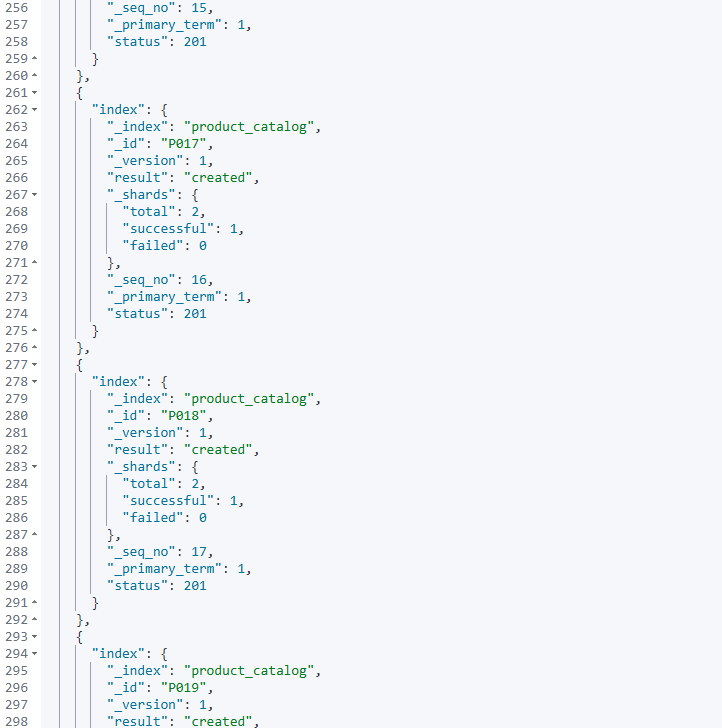 256 "_seq_no": 15,
257 "_primary_term": 1,
258 "status": 201
259 }
260 },
261 {
262 "index": {
263 "_index": "product_catalog",
264 "_id": "P017",
265 "_version": 1,
266 "result": "created",
267 "_shards": {
268 "total": 2,
269 "successful": 1,
270 "failed": 0
271 },
272 "_seq_no": 16,
273 "_primary_term": 1,
274 "status": 201
275 }
276 },
277 {
278 "index": {
279 "_index": "product_catalog",
280 "_id": "P018",
281 "_version": 1,
282 "result": "created",
283 "_shards": {
284 "total": 2,
285 "successful": 1,
286 "failed": 0
287 },
288 "_seq_no": 17,
289 "_primary_term": 1,
290 "status": 201
291 }
292 },
293 {
294 "index": {
295 "_index": "product_catalog",
296 "_id": "P019",
297 "_version": 1,
298 "result": "created",